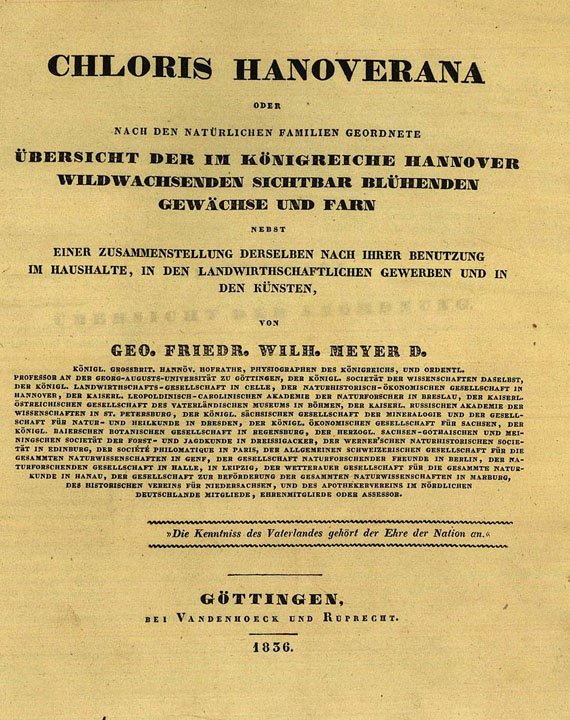 CHLORIS HANOVERANA
ODER
NACH DEN NATÜRLICHEN FAMILIEN GEORDNETE
ÜBERSICHT DER IM KÖNIGREICHE HANNOVER
WILDWACHSENDEN SICHTBAR BLÜHENDEN
GEWÄCHSE UND FARN
NEBST
EINER ZUSAMMENSTELLUNG DERSELBEN NACH IHRER BENUTZUNG
IM HAUSHALTE, IN DEN LANDWIRTHSCHAFTLICHEN GEWERBEN UND IN
DEN KÜNSTEN,
VON
GEO. FRIEDR. WILH. MEYER D.
KÖNIGL. GROSSBRIT. HANNÖV. HOFRATHE, PHYSIOGRAPHEN DES KÖNIGREICHS, UND ORDENTL.
PROFESSOR AN DER GEORG-AUGUSTS-UNIVERSITÄT ZU GÖTTINGEN, DER KÖNIGL. SOCIETÄT DER WISSENSCHAFTEN DASELBST,
DER KÖNIGL. LANDWIRTHSCHAFTS-GESELLSCHAFT IN CELLE, DER NATURHISTORISCH-ÖKONOMISCHEN GESELLSCHAFT IN
HANNOVER, DER KAISERL. LEOPOLDINISCH-CAROLINISCHEN AKADEMIE DER NATURFORSCHER IN BRESLAU, DER KAISERL.
ÖSTREICHISCHEN GESELLSCHAFT DES VATERLÄNDISCHEN MUSEUMS IN BÖHMEN, DER KAISERL. RUSSISCHEN AKADEMIE DER
WISSENSCHAFTEN IN ST. PETERSBURG, DER KÖNIGL. SÄCHSISCHEN GESELLSCHAFT DER MINERALOGIE UND DER GESELL-
SCHAFT FÜR NATUR- UND HEILKUNDE IN DRESDEN, DER KÖNIGL. ÖKONOMISCHEN GESELLSCHAFT FÜR SACHSEN, DER
KÖNIGL. BAIERSCHEN BOTANISCHEN GESELLSCHAFT IN REGENSBURG, DER HERZOGL. SACHSEN-GOTHAISCHEN UND MEI-
NINGSCHEN SOCIETÄT DER FORST- UND JAGDKUNDE IN DREISSIGACKER, DER WERNER'SCHEN NATURHISTORISCHEN SOCIE-
TÄT IN EDINBURG, DER SOCIÉTÉ PHILOMATIQUE IN PARIS, DER ALLGEMEINEN SCHWEIZERISCHEN GESELLSCHAFT FÜR DIE
GESAMMTEN NATURWISSENSCHAFTEN IN GENF, DER GESELLSCHAFT NATURFORSCHENDER FREUNDE IN BERLIN, DER NA-
TURFORSCHENDEN GESELLSCHAFT IN HALLE, IN LEIPZIG, DER WETTERAUER GESELLSCHAFT FÜR DIE GESAMMTE NATUR-
KUNDE IN HANAU, DER GESELLSCHAFT ZUR BEFÖRDERUNG DER GESAMMTEN NATURWISSENSCHAFTEN IN MARBURG,
DES HISTORISCHEN VEREINS FÜR NIEDERSACHSEN, UND DES APOTHEKERVEREINS IM NÖRDLICHEN
DEUTSCHLANDE MITGLIEDE, EHRENMITGLIEDE ODER ASSESSOR.
»Die Kenntniss des Vaterlandes gehört der Ehre der Nation an.«
GÖTTINGEN,
BEI VANDENHOECK UND RUPRECHT.
1836.